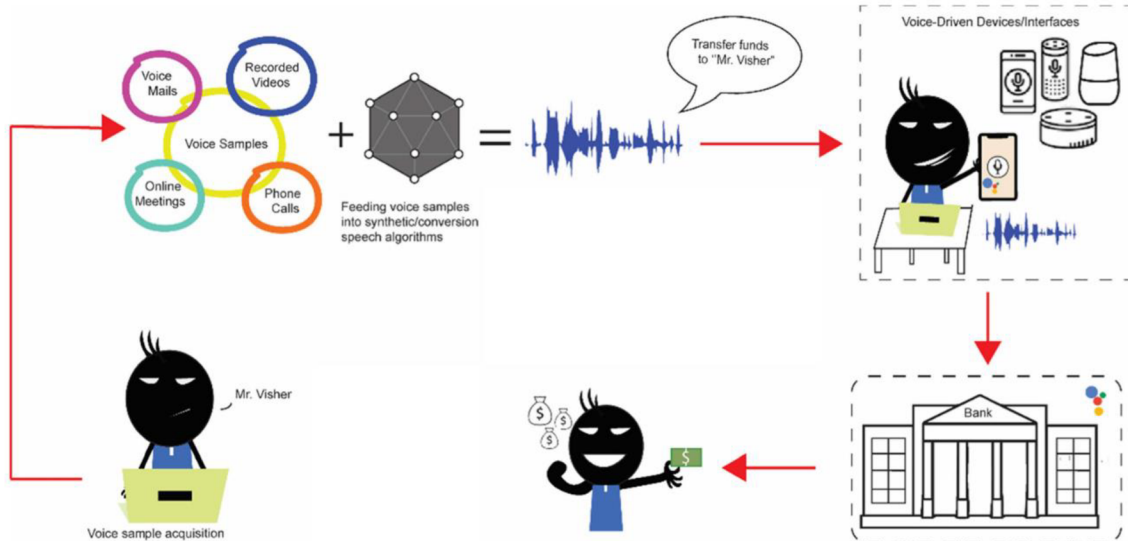 Voice
Mails
Recorded
Videos
Voice Samples
Online
Meetings
Phone
Calls
Feeding voice samples
into synthetic/conversion
speech algorithms
Transfer funds
to "Mr. Visher"
Voice-Driven Devices/Interfaces
Mr. Visher
Voice sample acquisition
$
$
$
$
Bank